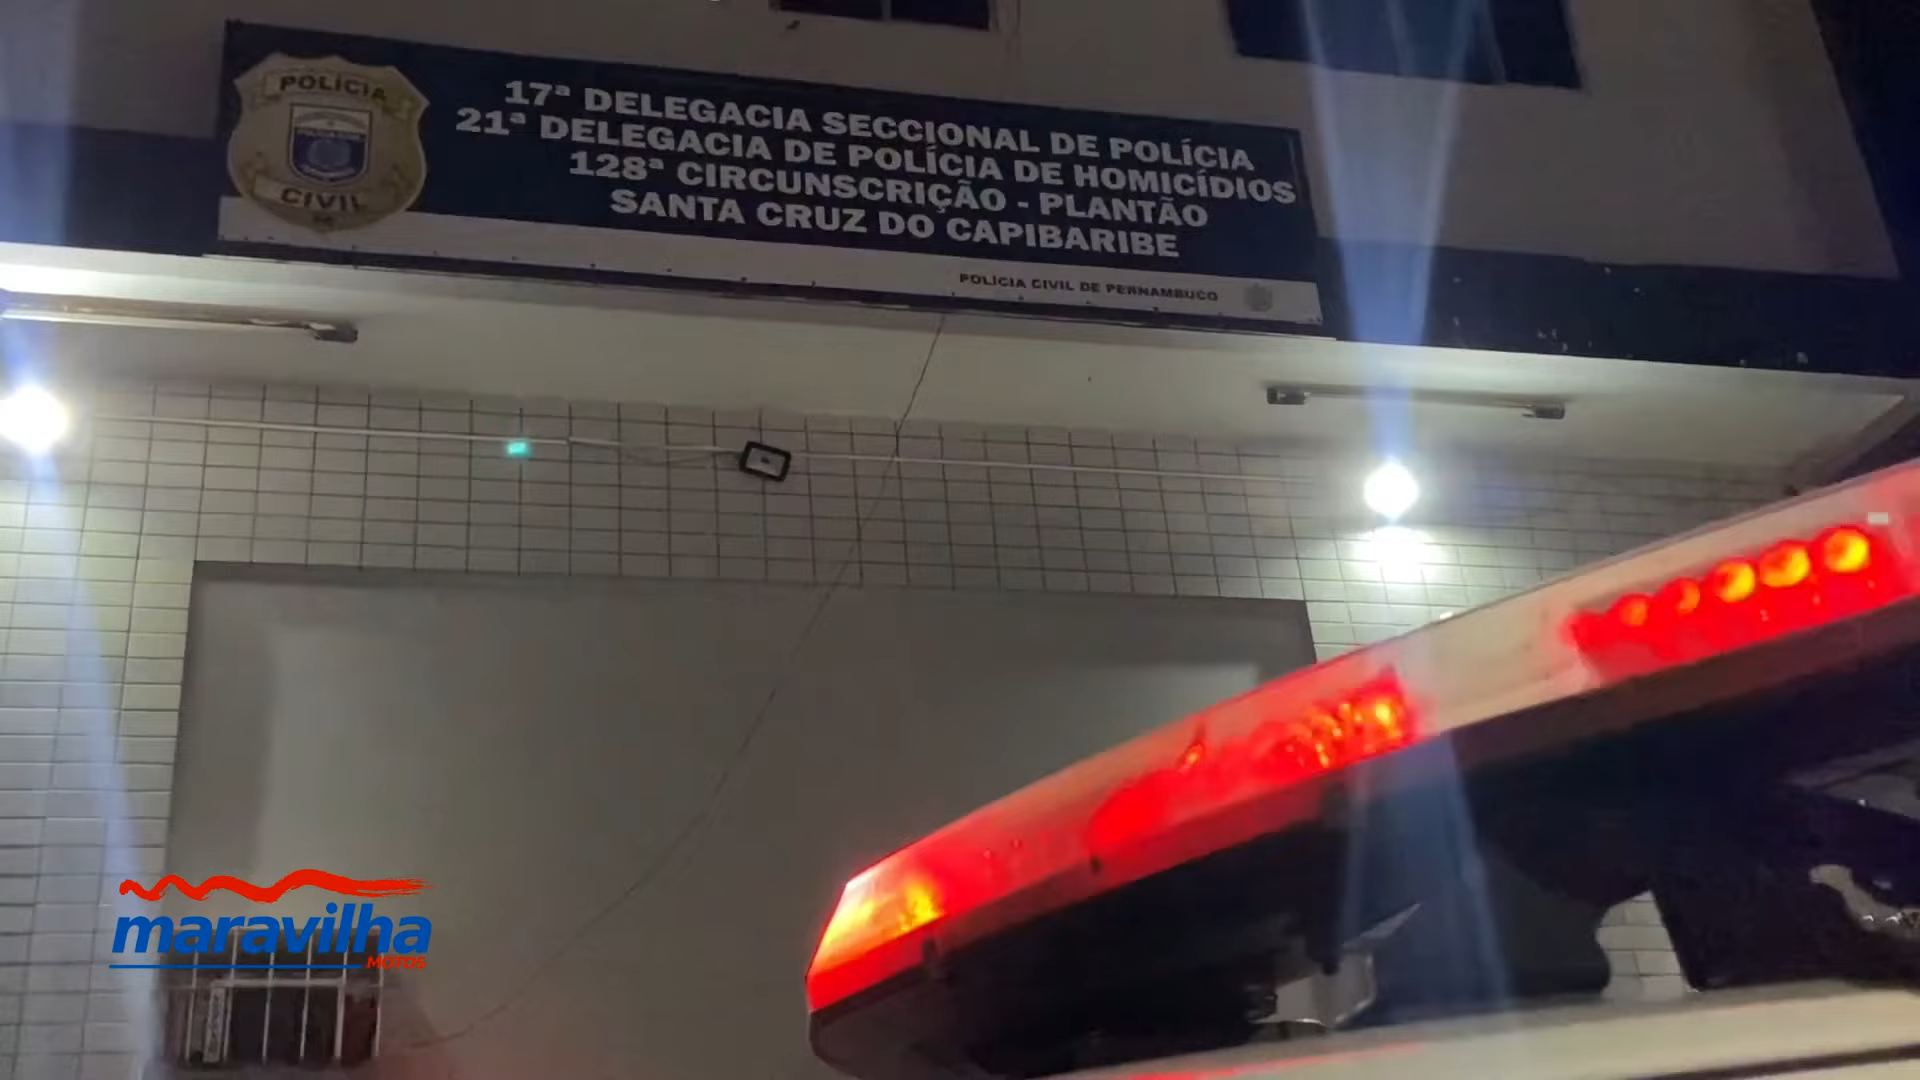 POLÍCIA
CIVIL
17ª DELEGACIA SECCIONAL DE POLÍCIA
21ª DELEGACIA DE POLÍCIA DE HOMICÍDIOS
128ª CIRCUNSCRIÇÃO - PLANTÃO
SANTA CRUZ DO CAPIBARIBE
POLÍCIA CIVIL DE PERNAMBUCO
maravilha
MOTOS